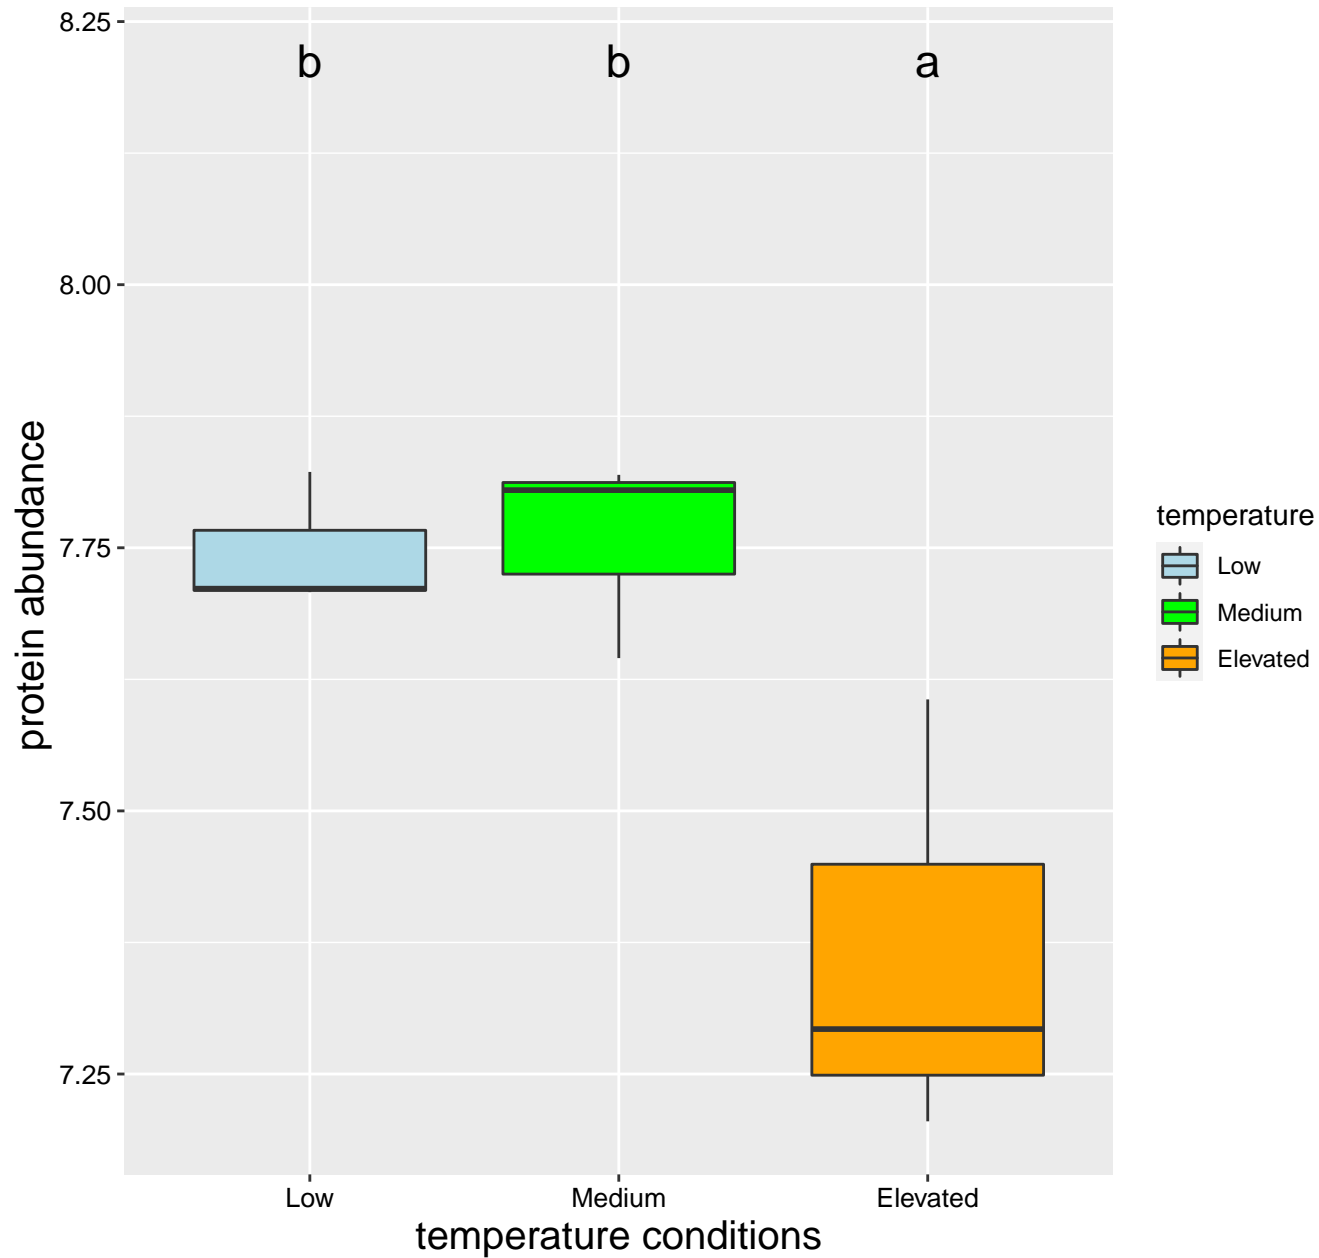 8.25
8.00
7.75
7.50
7.25
protein abundance
b b a
Low Medium Elevated
temperature conditions
temperature
Low
Medium
Elevated